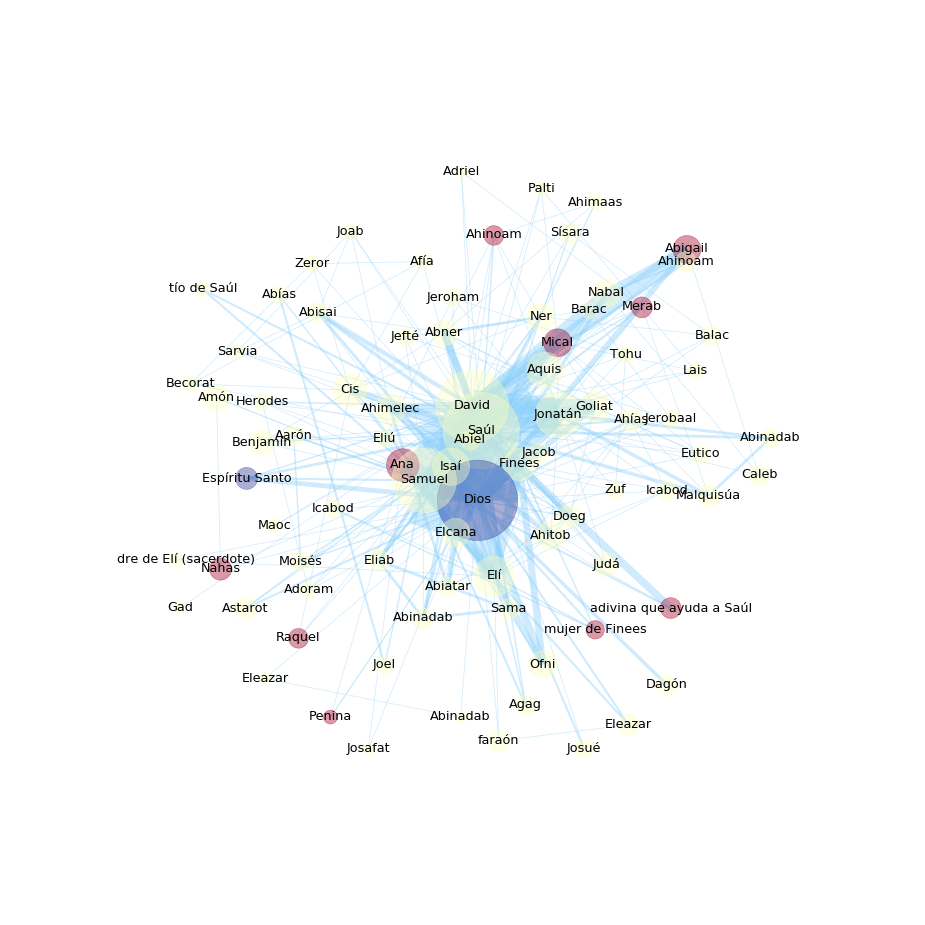 Adriel
Palti
Ahimaas
Joab
Ahinoam
Sísara
Abigail
Ahinoam
Zeror
Afía
tío de Saúl
Abías
Jeroham
Nabal
Abisai
Ner
Barac
Merab
Jefté
Abner
Mical
Balac
Sarvia
Tohu
Aquis
Lais
Becorat
Cis
Amón
Herodes
Ahimelec
David
Jonatán
Goliat
Ahías
Jerobaal
Saúl
Benjamín
Aarón
Eliú
Abiel
Abinadab
Jacob
Eutico
Ana
Isaí
Finees
Espíritu Santo
Samuel
Caleb
Zuf
Icabod
Malquisúa
Dios
Icabod
Doeg
Maoc
Elcana
Ahitob
dre de Elí (sacerdote)
Nahas
Moisés
Eliab
Judá
Elí
Adoram
Abiatar
Gad
Astarot
Abinadab
Sama
adivina que ayuda a Saúl
Raquel
mujer de Finees
Joel
Ofni
Eleazar
Dagón
Agag
Penina
Abinadab
Eleazar
faraón
Josafat
Josué